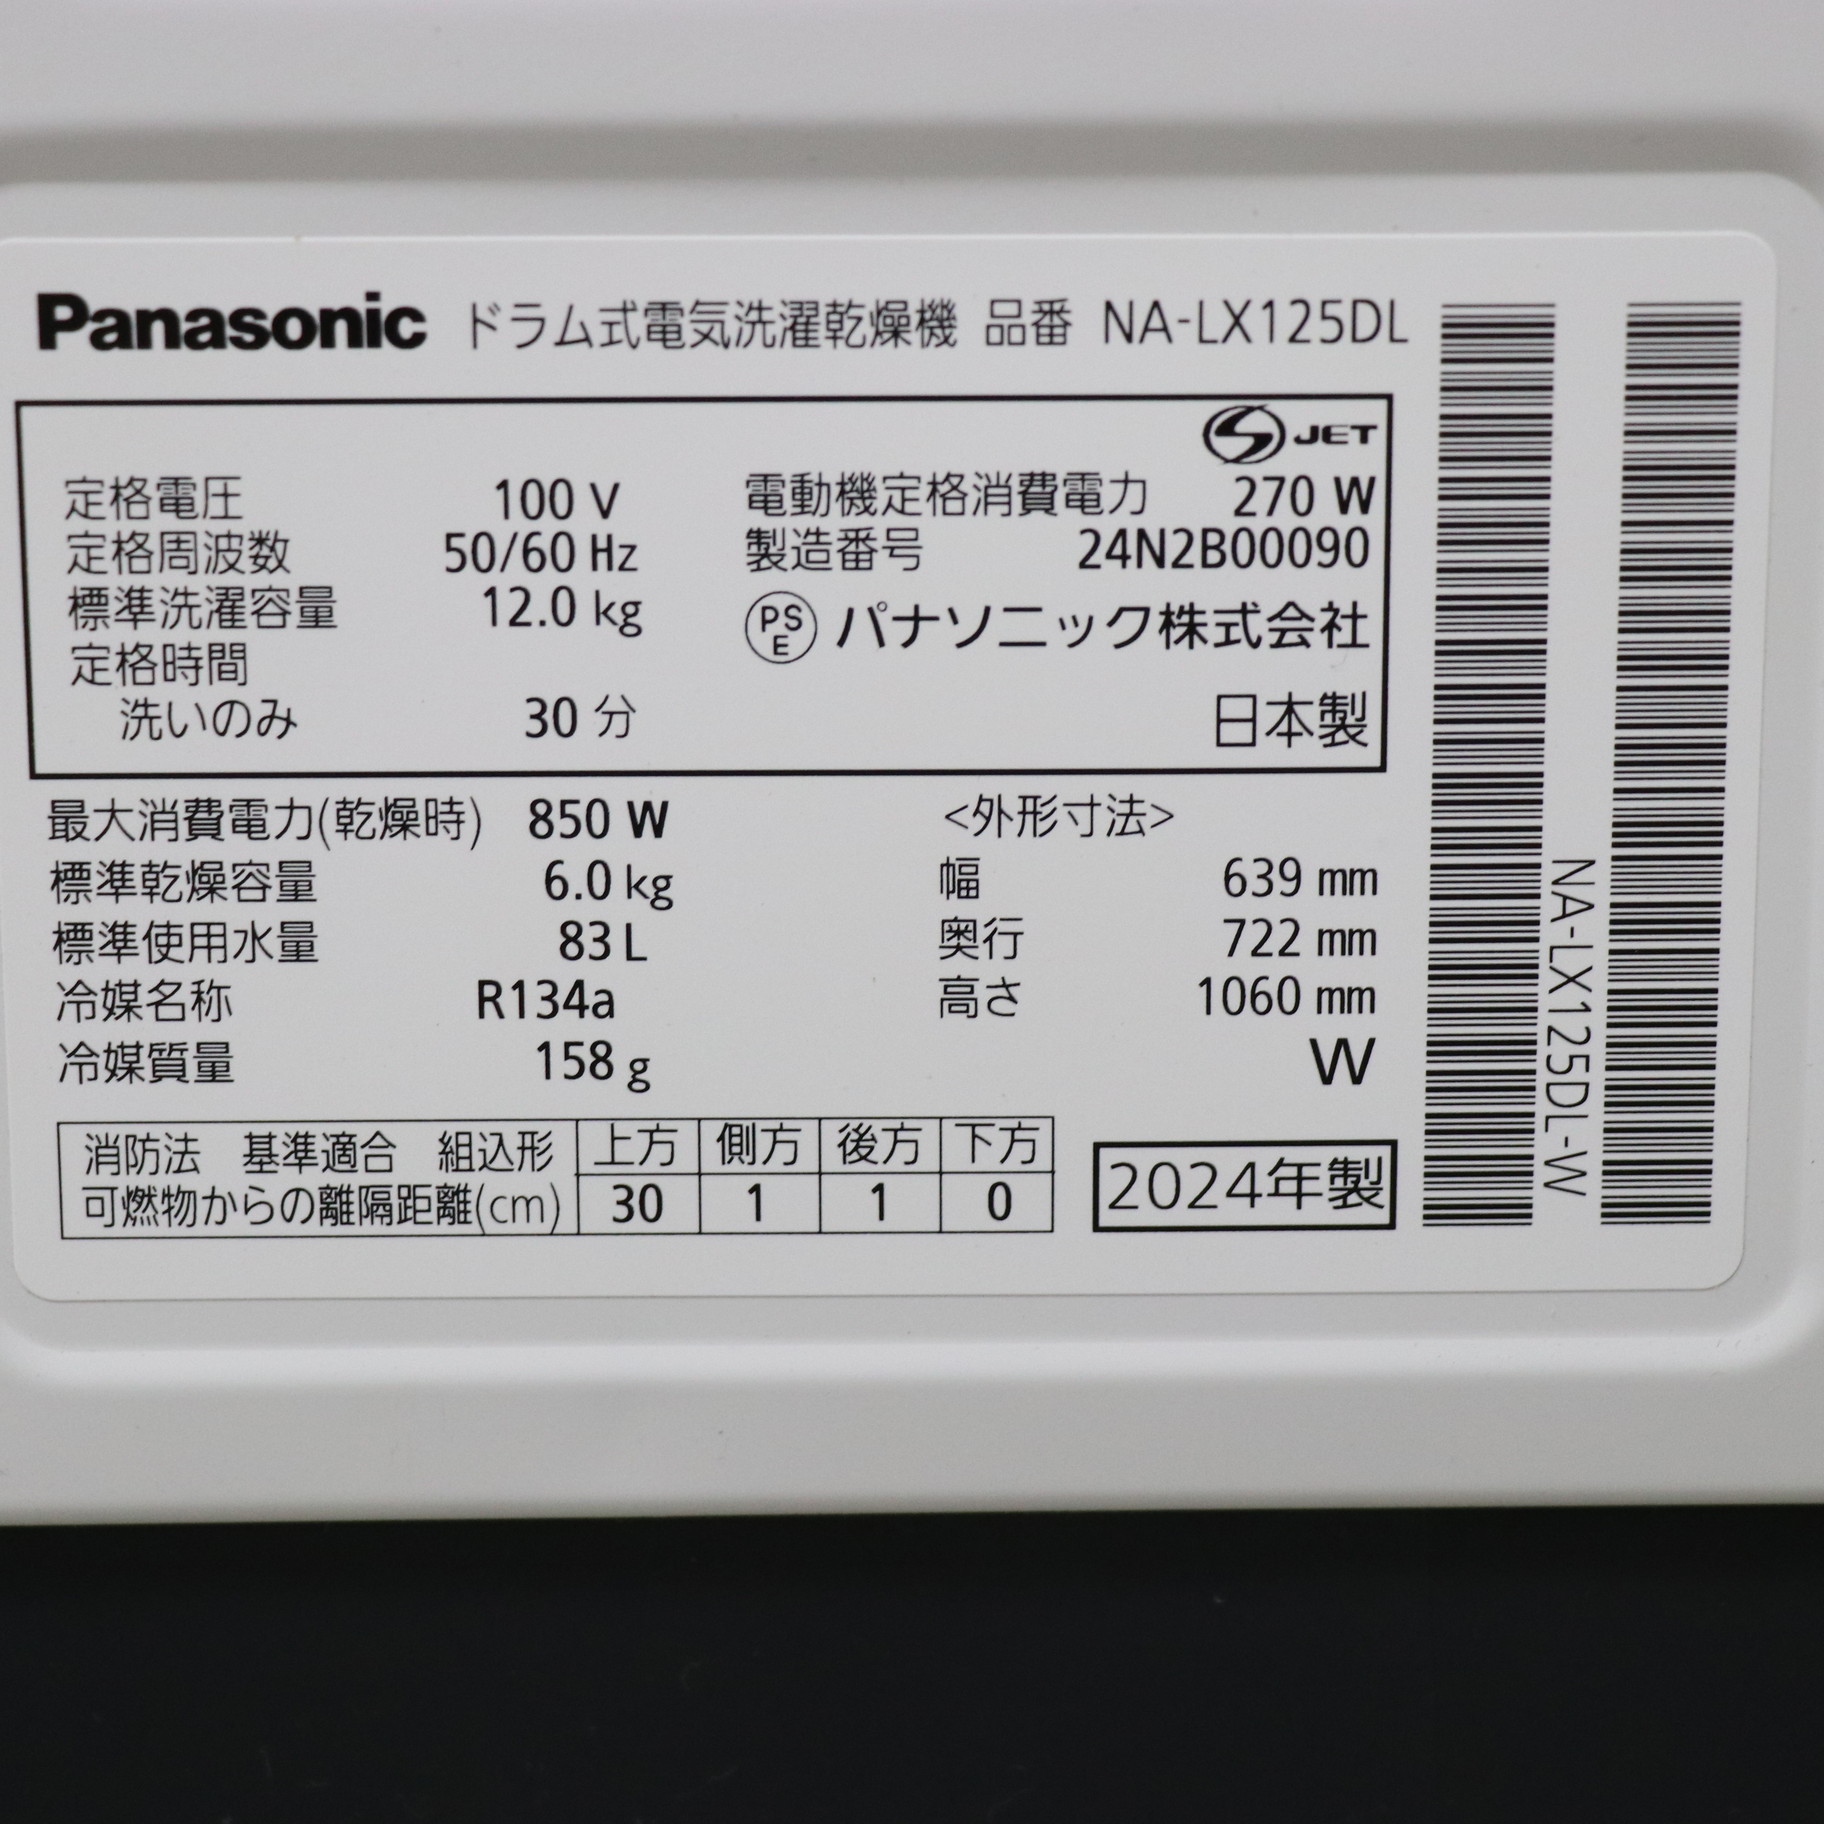 Panasonic ドラム式電気洗濯乾燥機 品番 NA-LX125DL
S JET
定格電圧 100 V
定格周波数 50/60 Hz
標準洗濯容量 12.0 kg
定格時間
洗いのみ 30 分
電動機定格消費電力 270 W
製造番号 24N2B00090
PS E パナソニック株式会社
日本製
最大消費電力(乾燥時) 850 W
標準乾燥容量 6.0 kg
標準使用水量 83 L
冷媒名称 R134a
冷媒質量 158 g
<外形寸法>
幅 639 mm
奥行 722 mm
高さ 1060 mm
W
消防法 基準適合 組込形 上方 側方 後方 下方
可燃物からの離隔距離(cm) 30 1 1 0
2024年製
NA-LX125DL-W